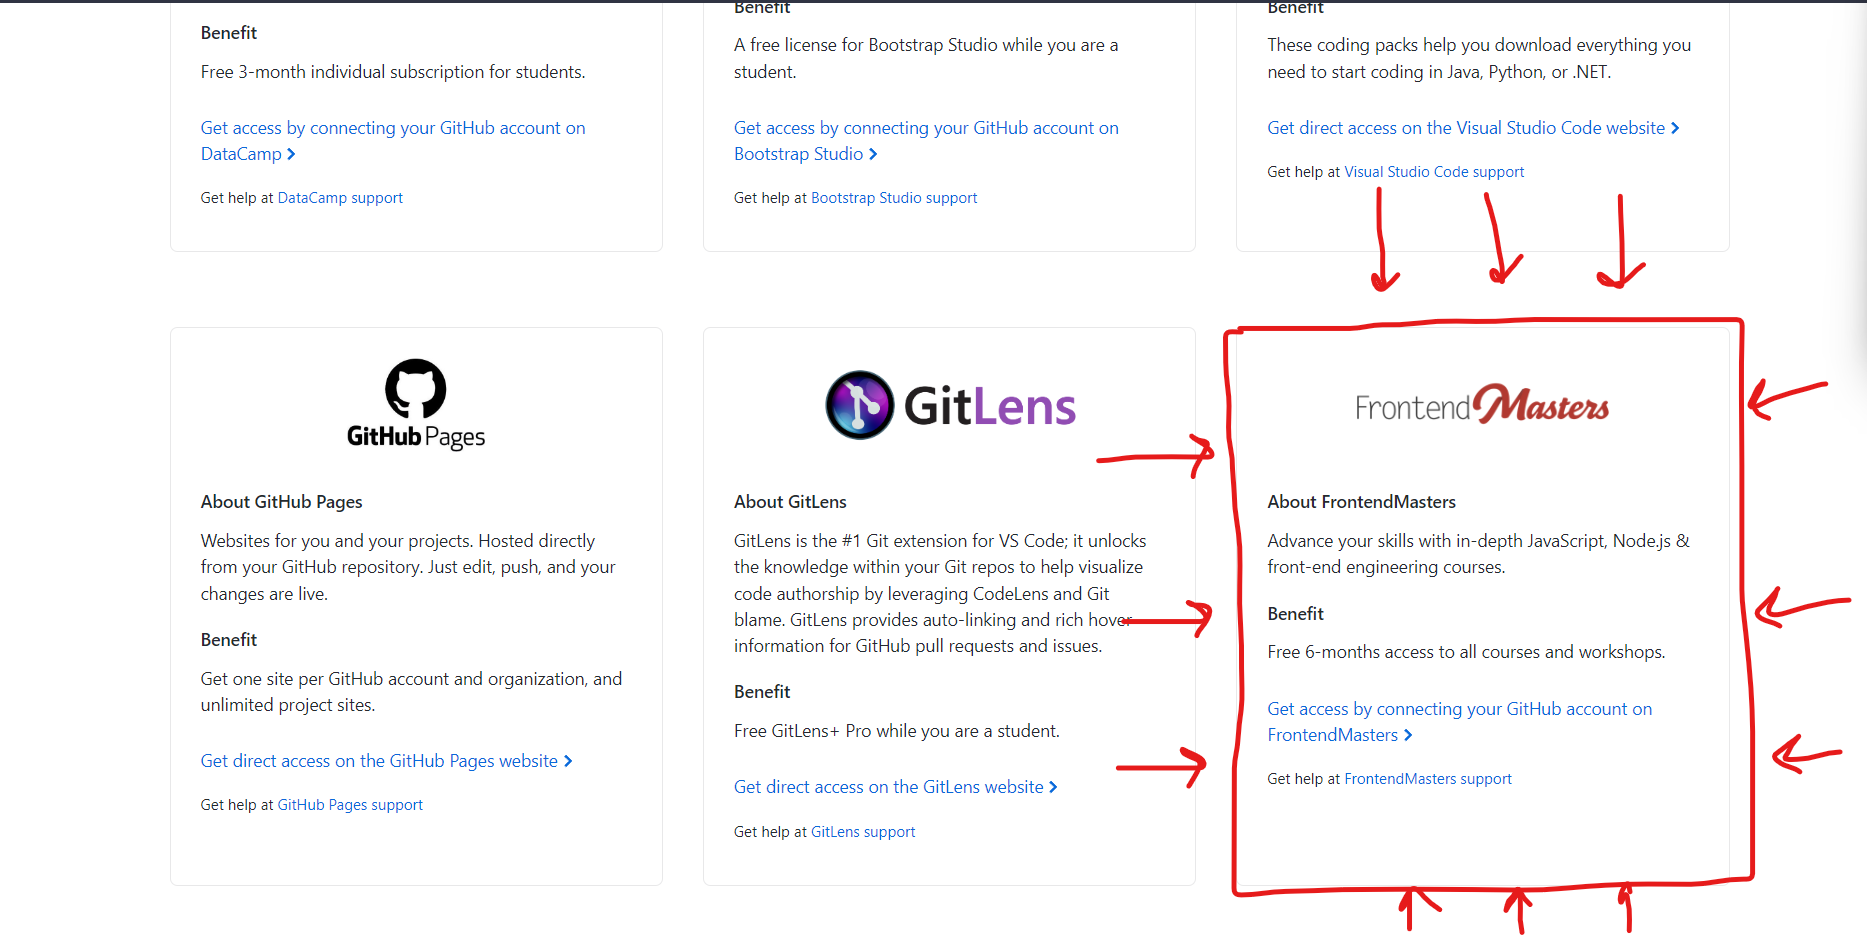 Benefit
Free 3-month individual subscription for students.
Get access by connecting your GitHub account on
DataCamp
Get help at DataCamp support
Benefit
A free license for Bootstrap Studio while you are a
student.
Get access by connecting your GitHub account on
Bootstrap Studio
Get help at Bootstrap Studio support
Benefit
These coding packs help you download everything you
need to start coding in Java, Python, or .NET.
Get direct access on the Visual Studio Code website
Get help at Visual Studio Code support
GitHub Pages
About GitHub Pages
Websites for you and your projects. Hosted directly
from your GitHub repository. Just edit, push, and your
changes are live.
Benefit
Get one site per GitHub account and organization, and
unlimited project sites.
Get direct access on the GitHub Pages website
Get help at GitHub Pages support
GitLens
About GitLens
GitLens is the #1 Git extension for VS Code; it unlocks
the knowledge within your Git repos to help visualize
code authorship by leveraging CodeLens and Git
blame. GitLens provides auto-linking and rich hover
information for GitHub pull requests and issues.
Benefit
Free GitLens+ Pro while you are a student.
Get direct access on the GitLens website
Get help at GitLens support
Frontend Masters
About FrontendMasters
Advance your skills with in-depth JavaScript, Node.js &
front-end engineering courses.
Benefit
Free 6-months access to all courses and workshops.
Get access by connecting your GitHub account on
FrontendMasters
Get help at FrontendMasters support